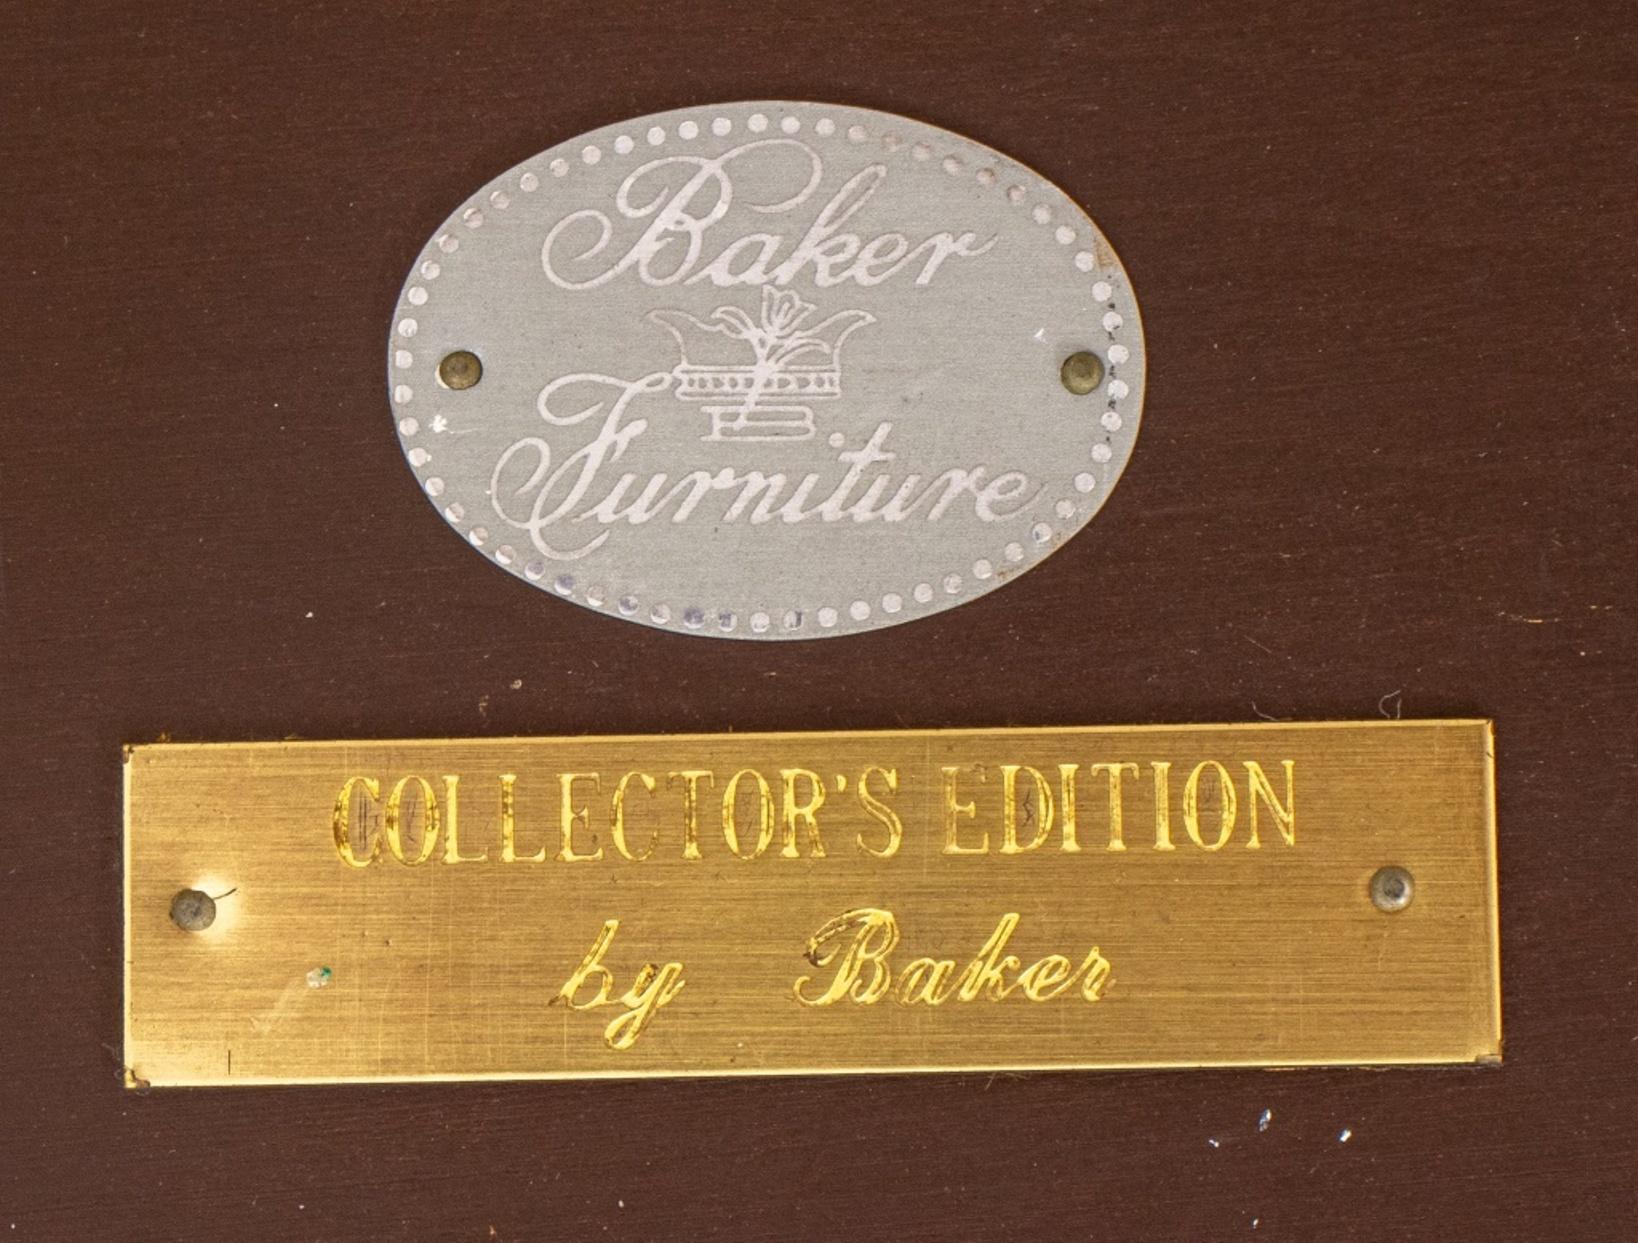 Baker
Furniture
COLLECTOR'S EDITION
by Baker